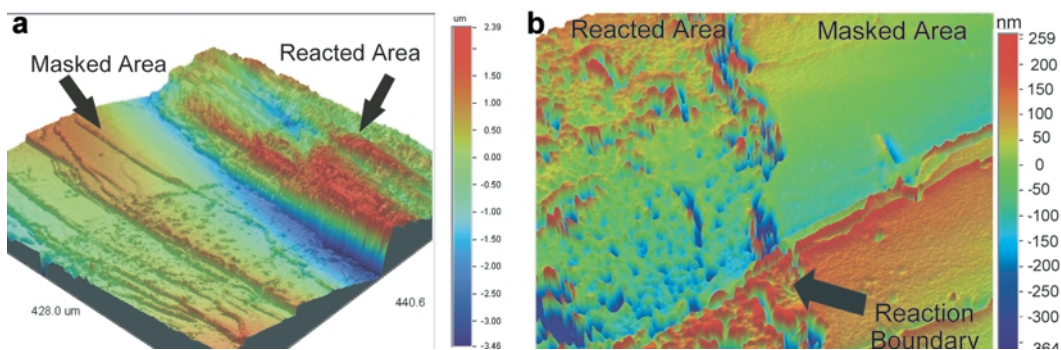 a
um
2.39
Masked Area
Reacted Area
1.50
1.00
0.50
0.00
-0.50
-1.00
-1.50
-2.00
-2.50
-3.00
-3.46
428.0 um
440.6
b
Reacted Area
Masked Area
nm
259
200
150
100
50
0
-50
-100
-150
-200
-250
-300
-364
Reaction
Boundary